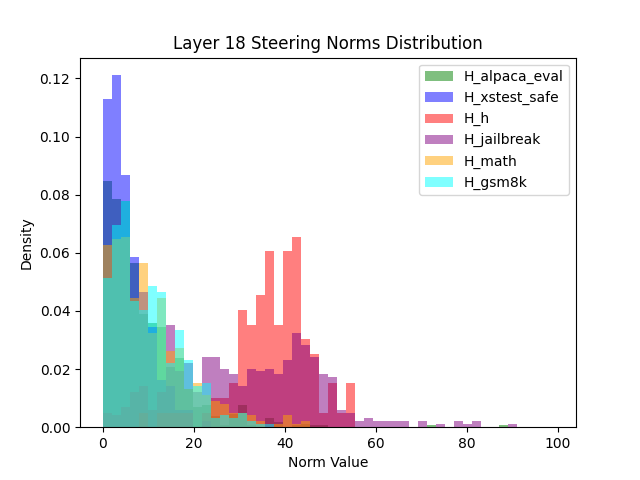 Layer 18 Steering Norms Distribution
H_alpaca_eval
H_xstest_safe
H_h
H_jailbreak
H_math
H_gsm8k
Density
0.12
0.10
0.08
0.06
0.04
0.02
0.00
0 20 40 60 80 100
Norm Value